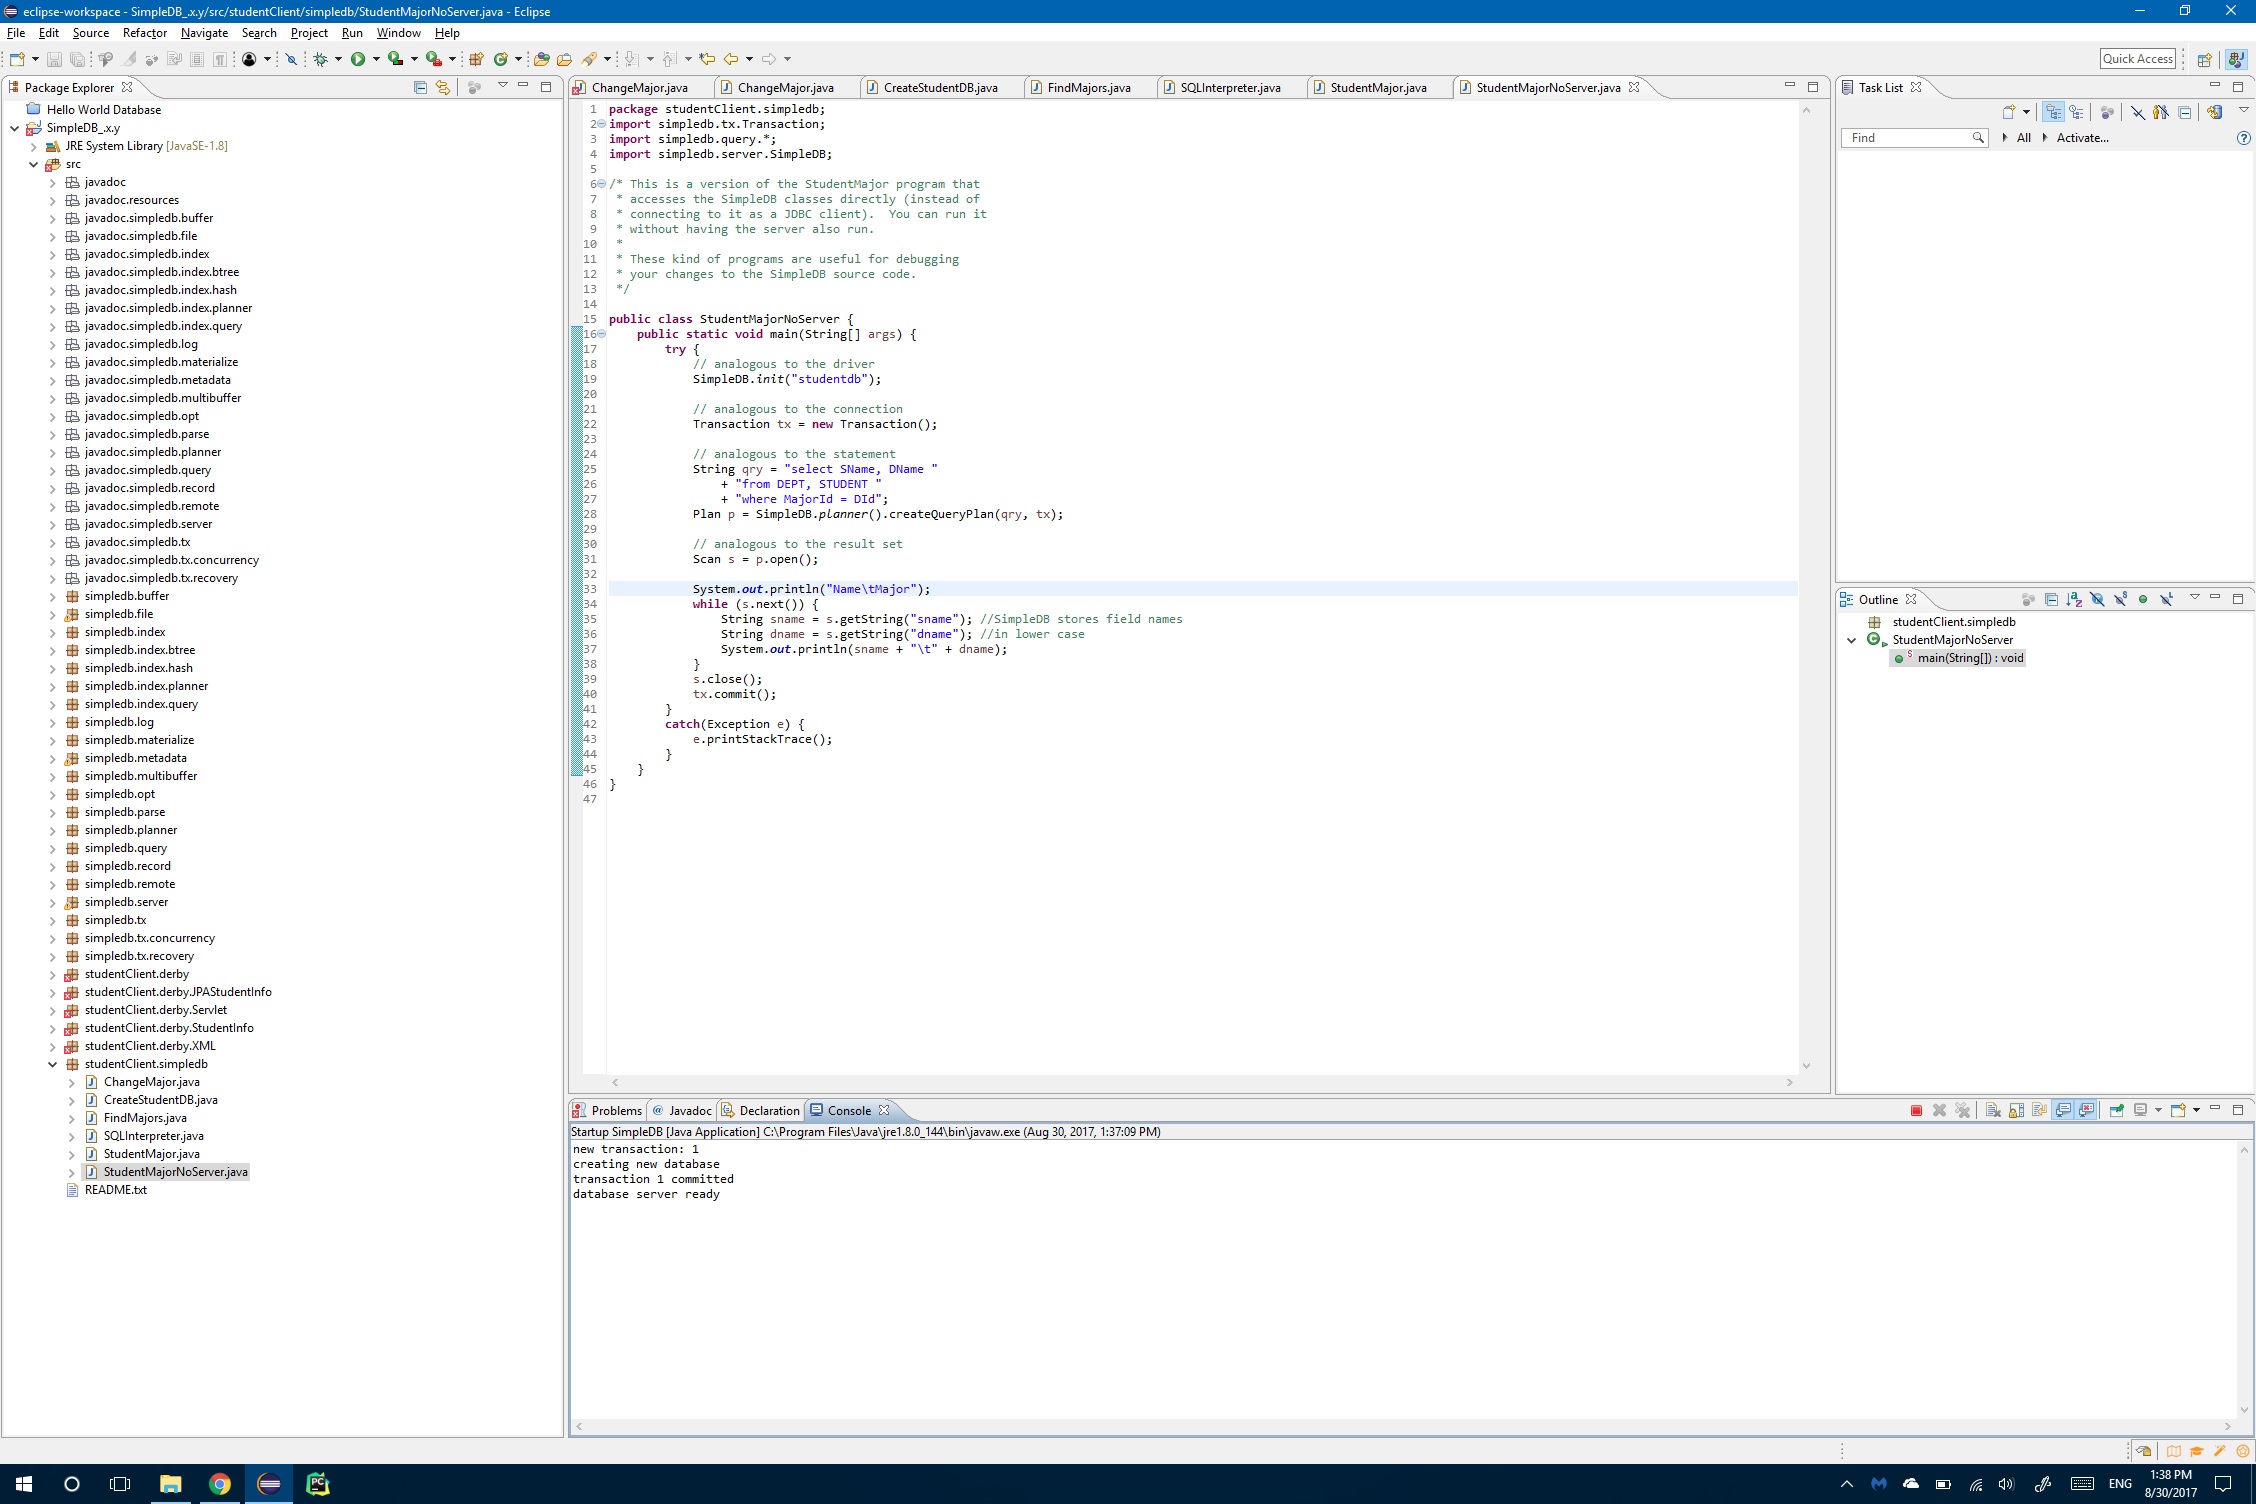 eclipse-workspace - SimpleDB_.x.y/src/studentClient/simpledb/StudentMajorNoServer.java - Eclipse
File Edit Source Refactor Navigate Search Project Run Window Help
Quick Access
Package Explorer
Hello World Database
SimpleDB_.x.y
JRE System Library [JavaSE-1.8]
src
javadoc
javadoc.resources
javadoc.simpledb.buffer
javadoc.simpledb.file
javadoc.simpledb.index
javadoc.simpledb.index.btree
javadoc.simpledb.index.hash
javadoc.simpledb.index.planner
javadoc.simpledb.index.query
javadoc.simpledb.log
javadoc.simpledb.materialize
javadoc.simpledb.metadata
javadoc.simpledb.multibuffer
javadoc.simpledb.opt
javadoc.simpledb.parse
javadoc.simpledb.planner
javadoc.simpledb.query
javadoc.simpledb.record
javadoc.simpledb.remote
javadoc.simpledb.server
javadoc.simpledb.tx
javadoc.simpledb.tx.concurrency
javadoc.simpledb.tx.recovery
simpledb.buffer
simpledb.file
simpledb.index
simpledb.index.btree
simpledb.index.hash
simpledb.index.planner
simpledb.index.query
simpledb.log
simpledb.materialize
simpledb.metadata
simpledb.multibuffer
simpledb.opt
simpledb.parse
simpledb.planner
simpledb.query
simpledb.record
simpledb.remote
simpledb.server
simpledb.tx
simpledb.tx.concurrency
simpledb.tx.recovery
studentClient.derby
studentClient.derby.JPAStudentInfo
studentClient.derby.Servlet
studentClient.derby.StudentInfo
studentClient.derby.XML
studentClient.simpledb
ChangeMajor.java
CreateStudentDB.java
FindMajors.java
SQLInterpreter.java
StudentMajor.java
StudentMajorNoServer.java
README.txt
ChangeMajor.java ChangeMajor.java CreateStudentDB.java FindMajors.java SQLInterpreter.java StudentMajor.java StudentMajorNoServer.java
1 package studentClient.simpledb;
2 import simpledb.tx.Transaction;
3 import simpledb.query.*;
4 import simpledb.server.SimpleDB;
5
6 /* This is a version of the StudentMajor program that
7 * accesses the SimpleDB classes directly (instead of
8 * connecting to it as a JDBC client). You can run it
9 * without having the server also run.
10 *
11 * These kind of programs are useful for debugging
12 * your changes to the SimpleDB source code.
13 */
14
15 public class StudentMajorNoServer {
16 public static void main(String[] args) {
17 try {
18 // analogous to the driver
19 SimpleDB.init("studentdb");
20
21 // analogous to the connection
22 Transaction tx = new Transaction();
23
24 // analogous to the statement
25 String qry = "select SName, DName "
26 + "from DEPT, STUDENT "
27 + "where MajorId = DId";
28 Plan p = SimpleDB.planner().createQueryPlan(qry, tx);
29
30 // analogous to the result set
31 Scan s = p.open();
32
33 System.out.println("Name\tMajor");
34 while (s.next()) {
35 String sname = s.getString("sname"); //SimpleDB stores field names
36 String dname = s.getString("dname"); //in lower case
37 System.out.println(sname + "\t" + dname);
38 }
39 s.close();
40 tx.commit();
41 }
42 catch(Exception e) {
43 e.printStackTrace();
44 }
45 }
46 }
47
Task List
Find
All Activate...
Outline
studentClient.simpledb
StudentMajorNoServer
main(String[]) : void
Problems Javadoc Declaration Console
Startup SimpleDB [Java Application] C:\Program Files\Java\jre1.8.0_144\bin\javaw.exe (Aug 30, 2017, 1:37:09 PM)
new transaction: 1
creating new database
transaction 1 committed
database server ready
ENG
1:38 PM
8/30/2017